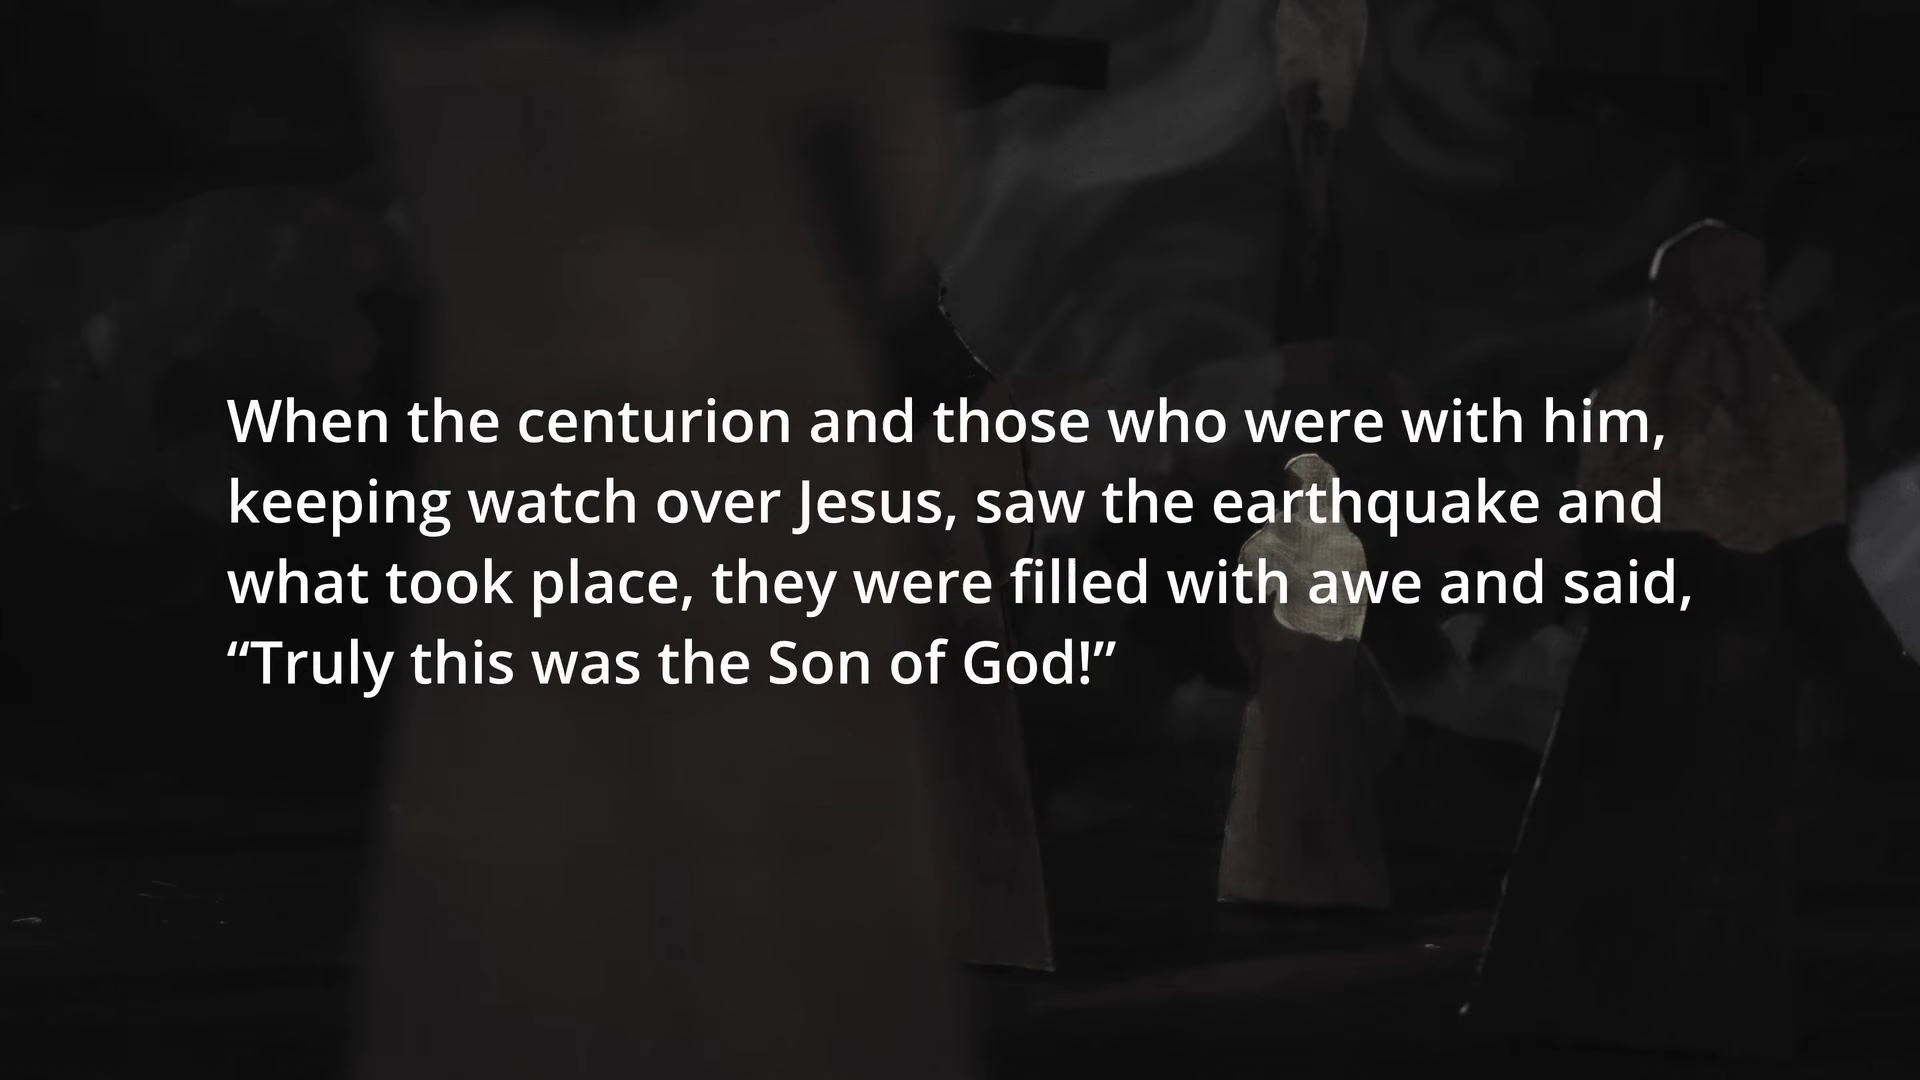 When the centurion and those who were with him,
keeping watch over Jesus, saw the earthquake and
what took place, they were filled with awe and said,
“Truly this was the Son of God!”